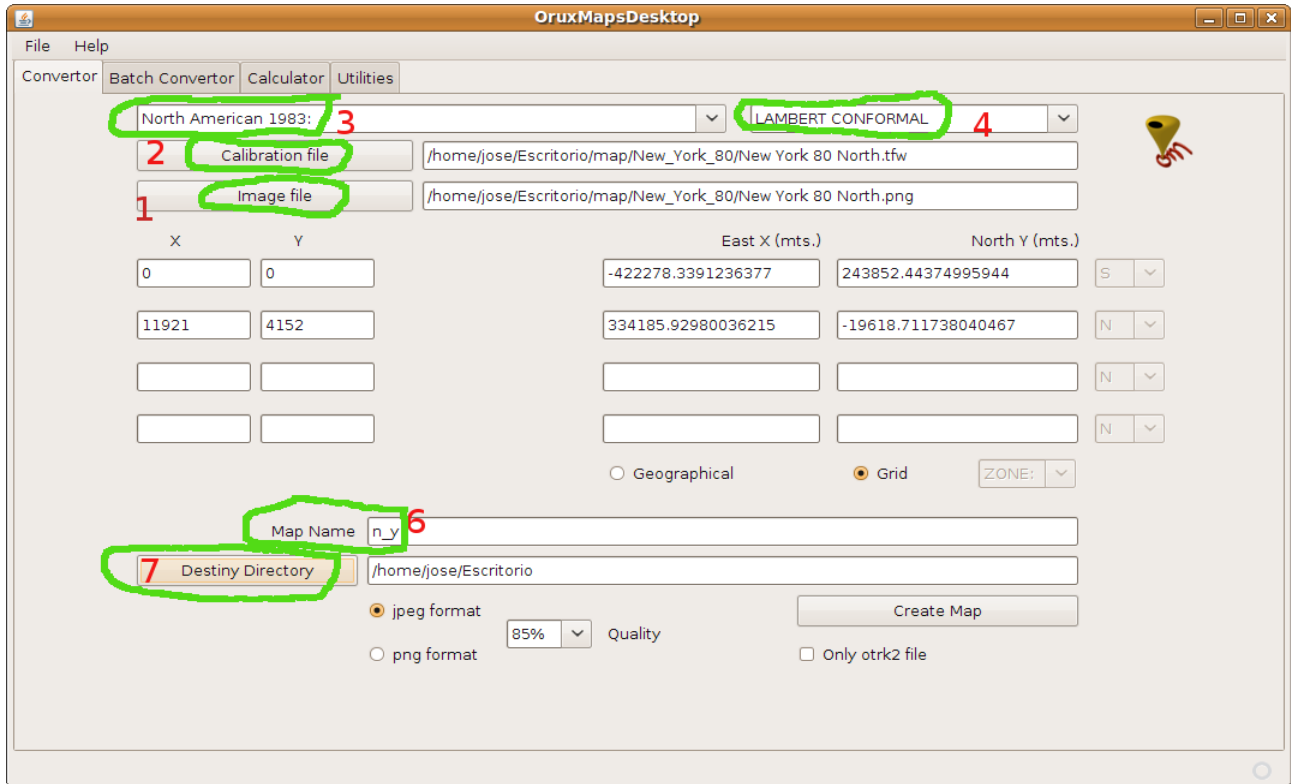 OruxMapsDesktop
File Help
Convertor Batch Convertor Calculator Utilities
North American 1983: 3 LAMBERT CONFORMAL 4
2 Calibration file /home/jose/Escritorio/map/New_York_80/New York 80 North.tfw
1 Image file /home/jose/Escritorio/map/New_York_80/New York 80 North.png
X Y East X (mts.) North Y (mts.)
0 0 -422278.3391236377 243852.44374995944 S
11921 4152 334185.92980036215 -19618.711738040467 N
N
N
Geographical Grid ZONE:
Map Name n_y 6
7 Destiny Directory /home/jose/Escritorio
jpeg format Create Map
85% Quality
png format Only otrk2 file